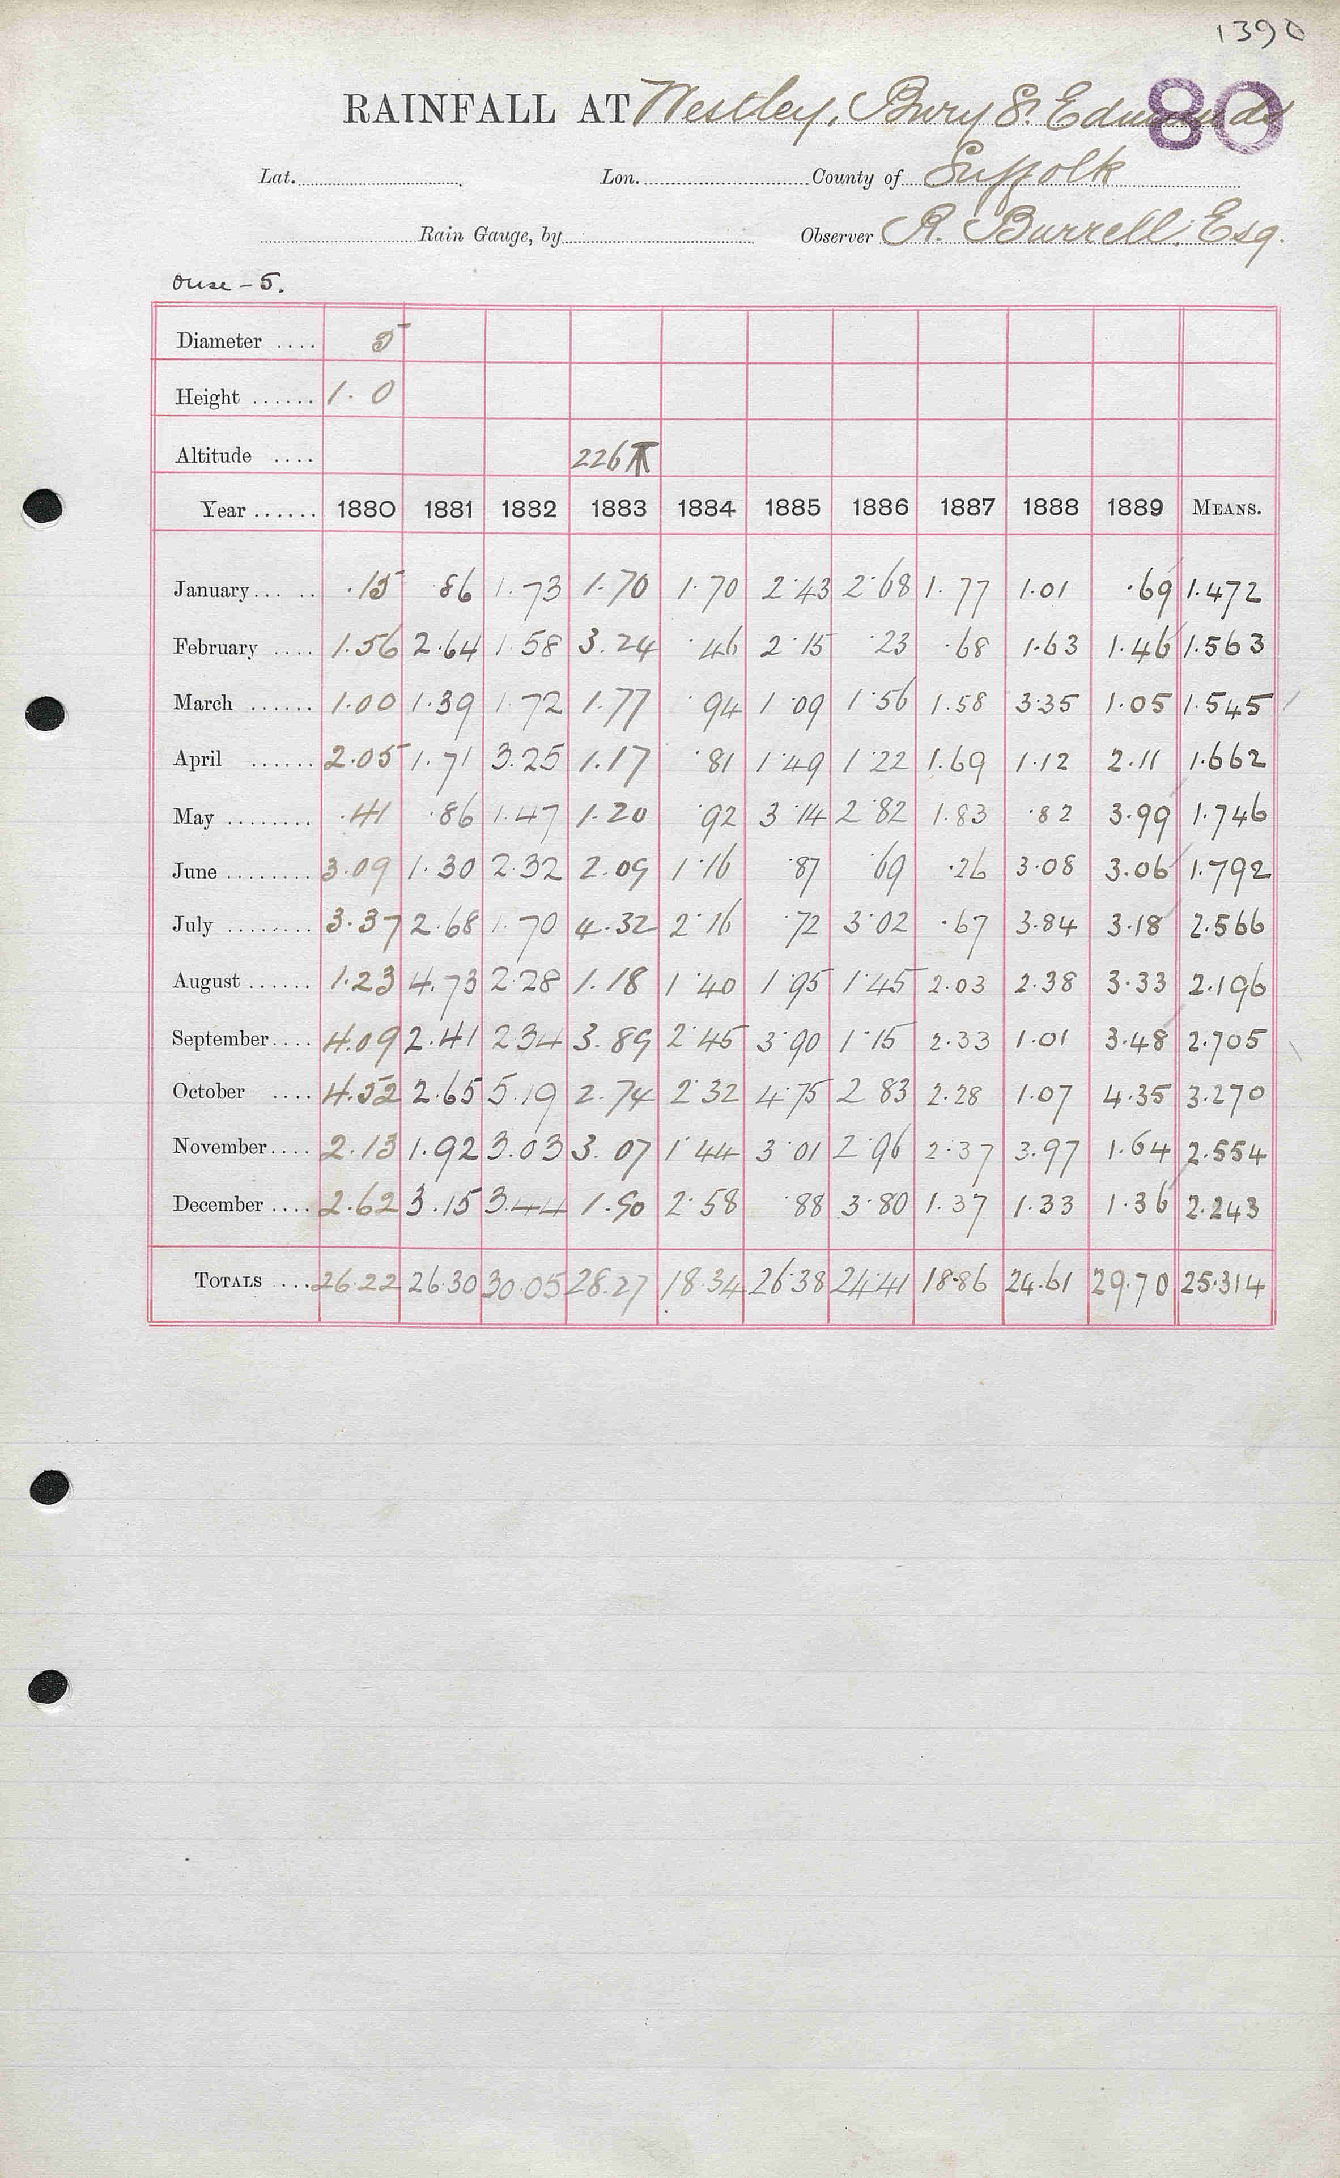 1390
80
RAINFALL AT Westley, Bury St. Edmunds
Lat. Lon. County of Suffolk
Rain Gauge, by Observer R. Burrell, Esq.
Ouse - 5.
Diameter .... 5
Height ...... 1.0
Altitude .... 226
Year ...... 1880 1881 1882 1883 1884 1885 1886 1887 1888 1889 MEANS.
January ... .. .15 .86 1.73 1.70 1.70 2.43 2.68 1.77 1.01 .69 1.472
February .... 1.56 2.64 1.58 3.24 .46 2.15 .23 .68 1.63 1.46 1.563
March ...... 1.00 1.39 1.72 1.77 .94 1.09 1.56 1.58 3.35 1.05 1.545
April ...... 2.05 1.71 3.25 1.17 .81 1.49 1.22 1.69 1.12 2.11 1.662
May ........ .41 .86 1.47 1.20 .92 3.14 2.82 1.83 .82 3.99 1.746
June ........ 3.09 1.30 2.32 2.09 1.16 .87 .69 .26 3.08 3.06 1.792
July ........ 3.37 2.68 1.70 4.32 2.16 .72 3.02 .67 3.84 3.18 2.566
August ...... 1.23 4.73 2.28 1.18 1.40 1.95 1.45 2.03 2.38 3.33 2.196
September .... 4.09 2.41 2.34 3.89 2.45 3.90 1.15 2.33 1.01 3.48 2.705
October .... 4.52 2.65 5.19 2.74 2.32 4.75 2.83 2.28 1.07 4.35 3.270
November .... 2.13 1.92 3.03 3.07 1.44 3.01 2.96 2.37 3.97 1.64 2.554
December .... 2.62 3.15 3.44 1.90 2.58 .88 3.80 1.37 1.33 1.36 2.243
TOTALS .... 26.22 26.30 30.05 28.27 18.34 26.38 24.41 18.86 24.61 29.70 25.314